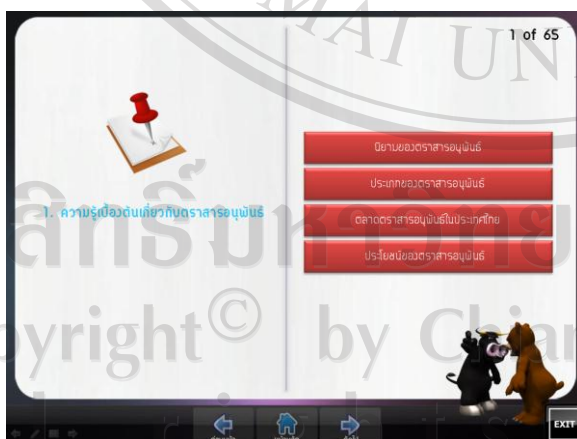 1 of 65
นิยามของตราสารอนุพันธ์
ประเภทของตราสารอนุพันธ์
1. ความรู้เบื้องต้นเกี่ยวกับตราสารอนุพันธ์
ตลาดตราสารอนุพันธ์ในประเทศไทย
ประโยชน์ของตราสารอนุพันธ์
EXIT